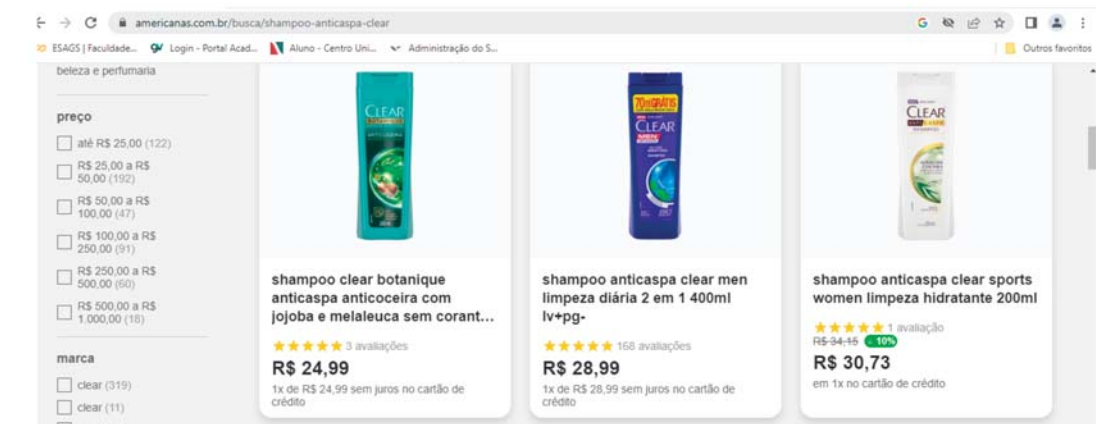 americanas.com.br/busca/shampoo-anticaspa-clear
ESAGS | Faculdade... Login - Portal Acad... Aluno - Centro Uni... Administração do S... Outros favoritos
beleza e perfumaria
preço
até R$ 25,00 (122)
R$ 25,00 a R$
50,00 (192)
R$ 50,00 a R$
100,00 (47)
R$ 100,00 a R$
250,00 (91)
R$ 250,00 a R$
500,00 (60)
R$ 500,00 a R$
1.000,00 (18)
marca
clear (319)
clear (11)
CLEAR
shampoo clear botanique
anticaspa anticoceira com
jojoba e melaleuca sem corant...
3 avaliações
R$ 24,99
1x de R$ 24,99 sem juros no cartão de
crédito
70ml GRÁTIS
CLEAR
MEN
shampoo anticaspa clear men
limpeza diária 2 em 1 400ml
lv+pg-
168 avaliações
R$ 28,99
1x de R$ 28,99 sem juros no cartão de
crédito
CLEAR
shampoo anticaspa clear sports
women limpeza hidratante 200ml
1 avaliação
R$ 34,15 ↓ 10%
R$ 30,73
em 1x no cartão de crédito